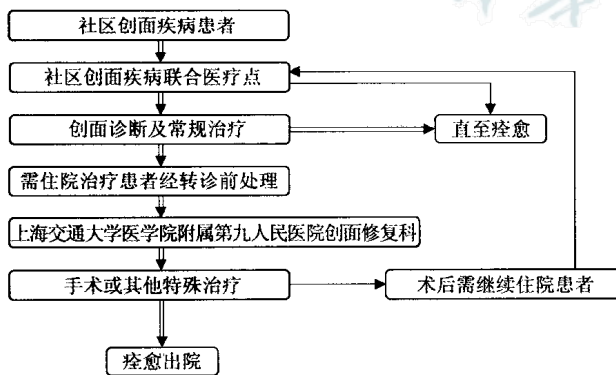 社区创面疾病患者
社区创面疾病联合医疗点
创面诊断及常规治疗
直至痊愈
需住院治疗患者经转诊前处理
上海交通大学医学院附属第九人民医院创面修复科
手术或其他特殊治疗
术后需继续住院患者
痊愈出院